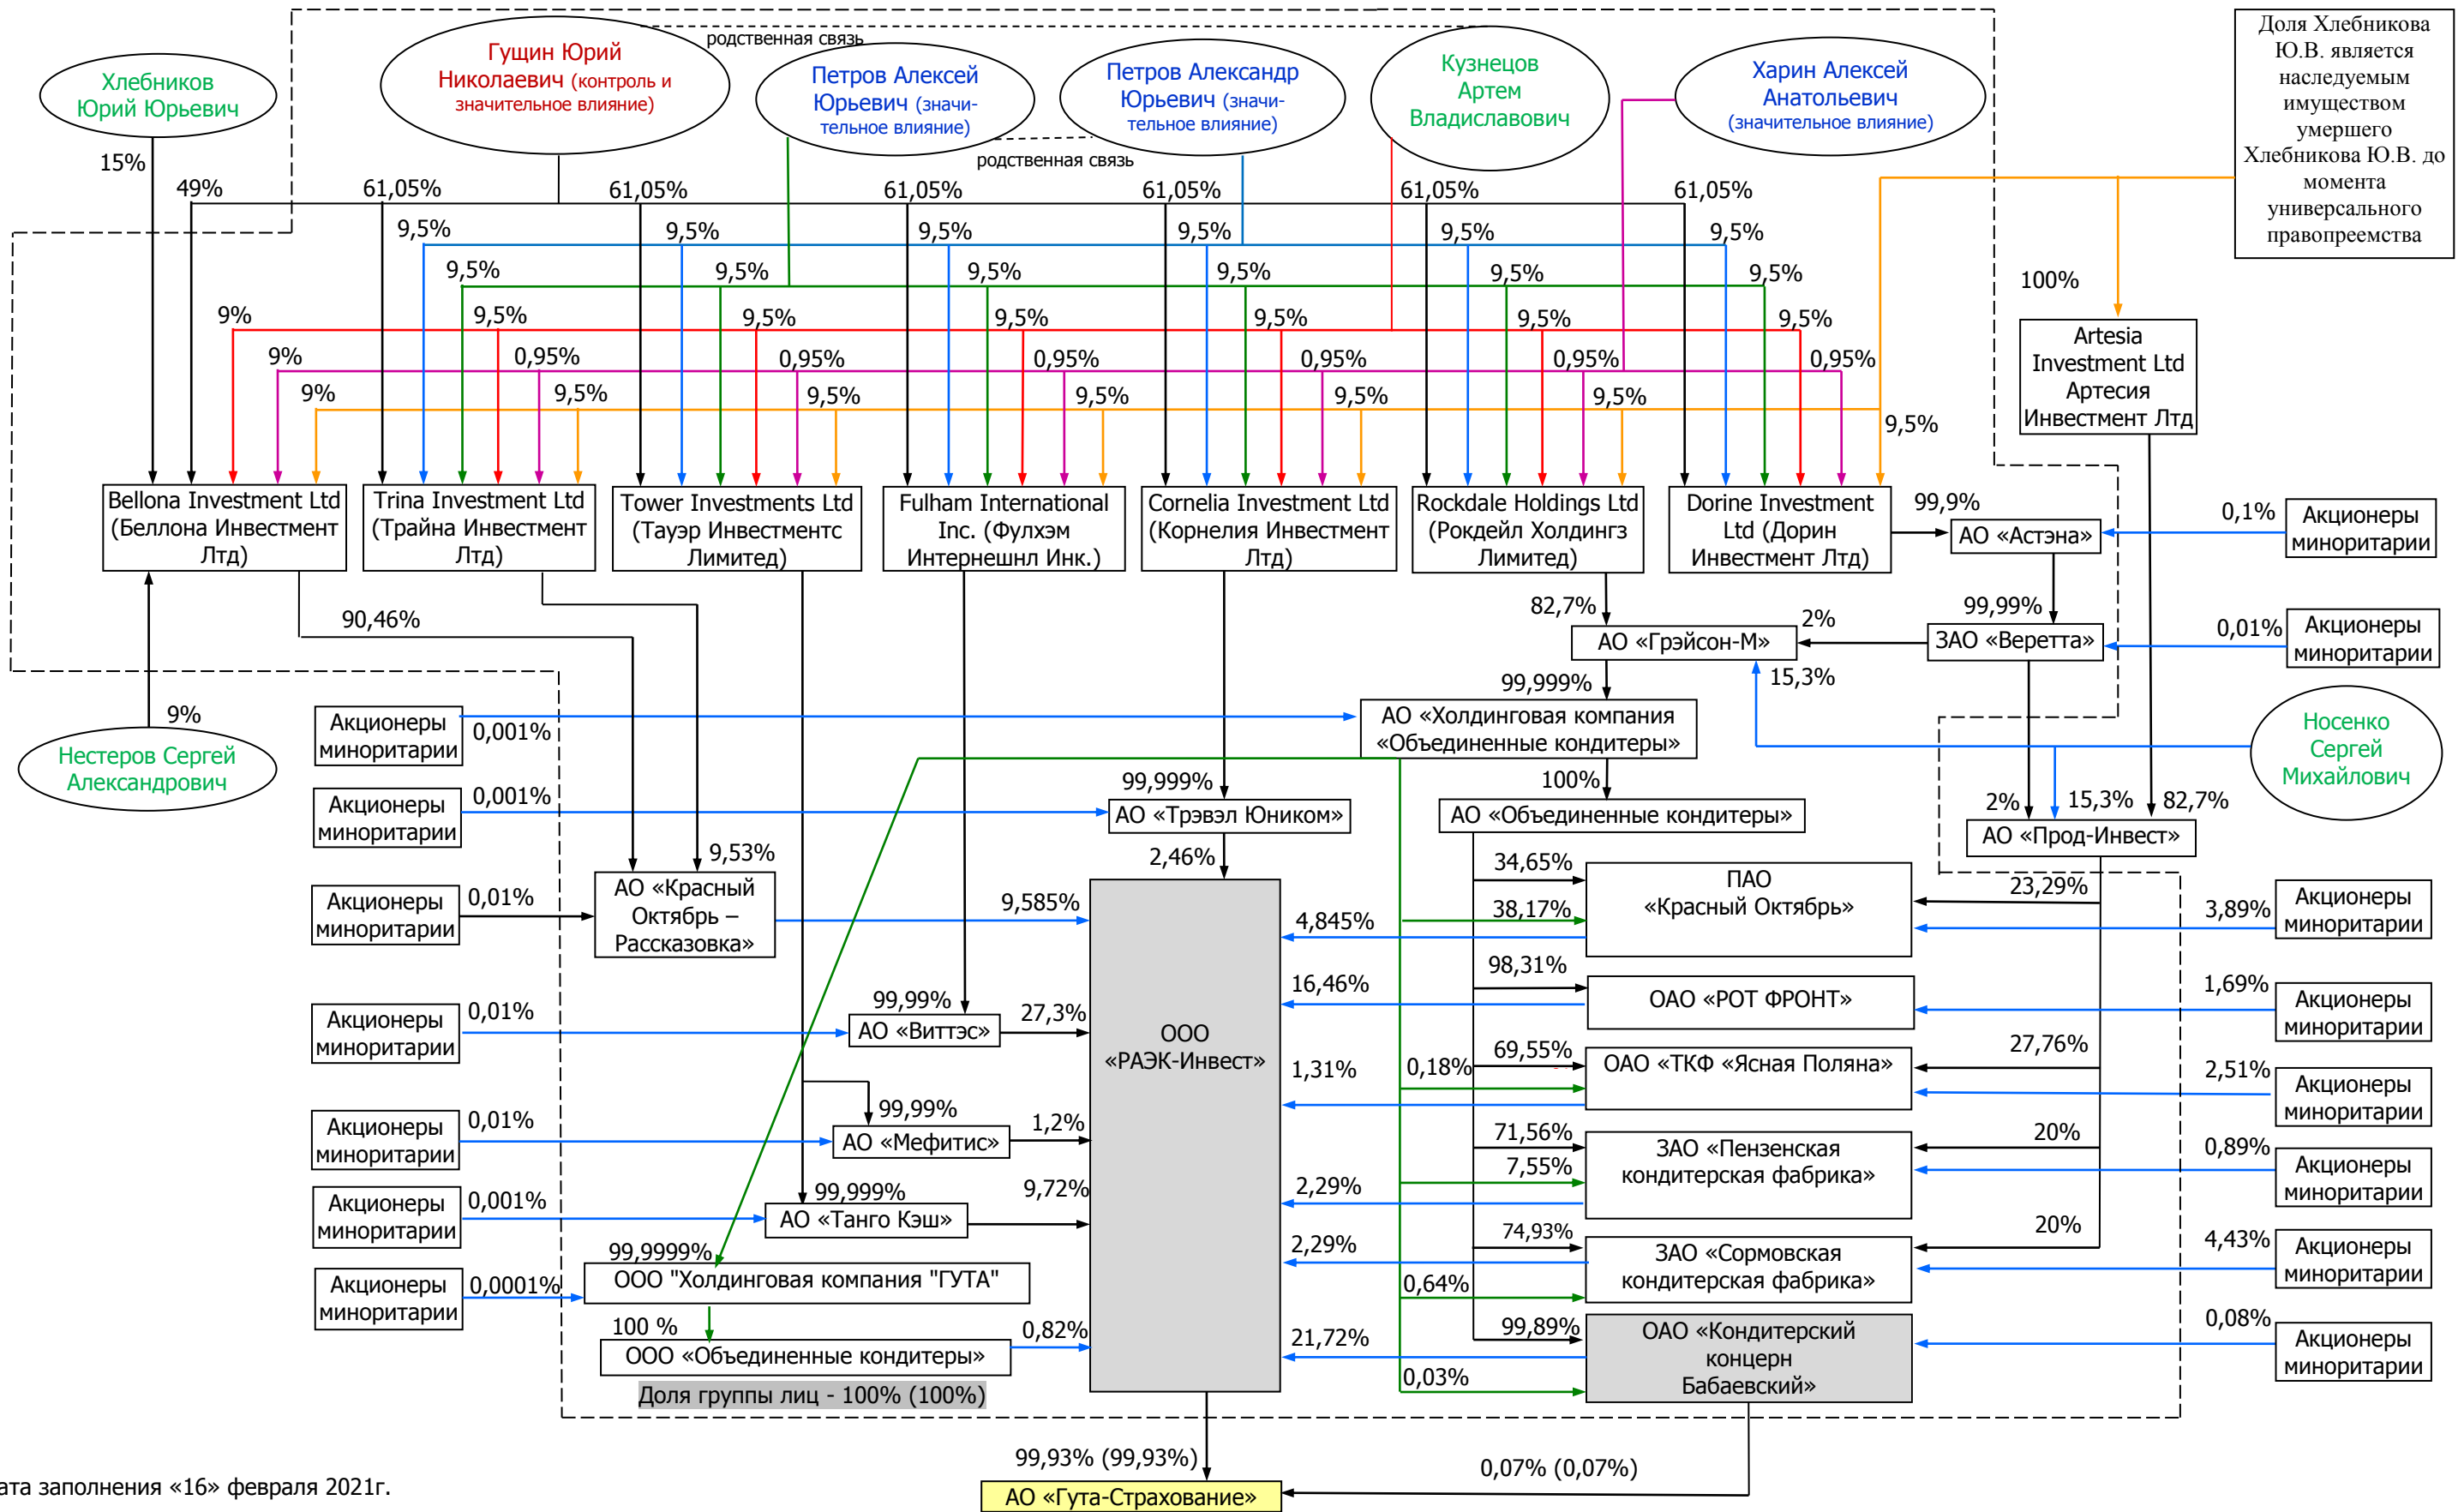 Доля Хлебникова
Ю.В. является
наследуемым
имуществом
умершего
Хлебникова Ю.В. до
момента
универсального
правопреемства
родственная связь
Хлебников
Юрий Юрьевич
Гущин Юрий
Николаевич (контроль и
значительное влияние)
Петров Алексей
Юрьевич (значи-
тельное влияние)
Петров Александр
Юрьевич (значи-
тельное влияние)
Кузнецов
Артем
Владиславович
Харин Алексей
Анатольевич
(значительное влияние)
родственная связь
15%
49%
61,05%
61,05%
61,05%
61,05%
61,05%
61,05%
9,5%
9,5%
9,5%
9,5%
9,5%
9,5%
9,5%
9,5%
9,5%
9,5%
9,5%
9,5%
100%
9%
9,5%
9,5%
9,5%
9,5%
9,5%
9,5%
9%
0,95%
0,95%
0,95%
0,95%
0,95%
0,95%
9%
9,5%
9,5%
9,5%
9,5%
9,5%
9,5%
Artesia
Investment Ltd
Артесия
Инвестмент Лтд
Bellona Investment Ltd
(Беллона Инвестмент
Лтд)
Trina Investment Ltd
(Трайна Инвестмент
Лтд)
Tower Investments Ltd
(Тауэр Инвестментс
Лимитед)
Fulham International
Inc. (Фулхэм
Интернешнл Инк.)
Cornelia Investment Ltd
(Корнелия Инвестмент
Лтд)
Rockdale Holdings Ltd
(Рокдейл Холдингз
Лимитед)
Dorine Investment
Ltd (Дорин
Инвестмент Лтд)
99,9%
АО «Астэна»
0,1%
Акционеры
миноритарии
90,46%
82,7%
2%
99,99%
АО «Грэйсон-М»
ЗАО «Веретта»
0,01%
Акционеры
миноритарии
15,3%
99,999%
9%
Нестеров Сергей
Александрович
Акционеры
миноритарии
0,001%
АО «Холдинговая компания
«Объединенные кондитеры»
Носенко
Сергей
Михайлович
99,999%
100%
Акционеры
миноритарии
0,001%
АО «Трэвэл Юником»
АО «Объединенные кондитеры»
2%
15,3%
82,7%
АО «Прод-Инвест»
9,53%
2,46%
Акционеры
миноритарии
0,01%
АО «Красный
Октябрь –
Рассказовка»
9,585%
4,845%
34,65%
38,17%
ПАО
«Красный Октябрь»
23,29%
3,89%
Акционеры
миноритарии
Акционеры
миноритарии
0,01%
99,99%
АО «Виттэс»
27,3%
ООО
«РАЭК-Инвест»
16,46%
98,31%
ОАО «РОТ ФРОНТ»
1,69%
Акционеры
миноритарии
1,31%
0,18%
69,55%
ОАО «ТКФ «Ясная Поляна»
27,76%
2,51%
Акционеры
миноритарии
Акционеры
миноритарии
0,01%
99,99%
АО «Мефитис»
1,2%
2,29%
71,56%
7,55%
ЗАО «Пензенская
кондитерская фабрика»
20%
0,89%
Акционеры
миноритарии
Акционеры
миноритарии
0,001%
99,999%
АО «Танго Кэш»
9,72%
2,29%
74,93%
0,64%
ЗАО «Сормовская
кондитерская фабрика»
20%
4,43%
Акционеры
миноритарии
Акционеры
миноритарии
0,0001%
99,9999%
ООО "Холдинговая компания "ГУТА"
100 %
ООО «Объединенные кондитеры»
0,82%
21,72%
99,89%
0,03%
ОАО «Кондитерский
концерн
Бабаевский»
0,08%
Акционеры
миноритарии
Доля группы лиц - 100% (100%)
99,93% (99,93%)
0,07% (0,07%)
ата заполнения «16» февраля 2021г.
АО «Гута-Страхование»